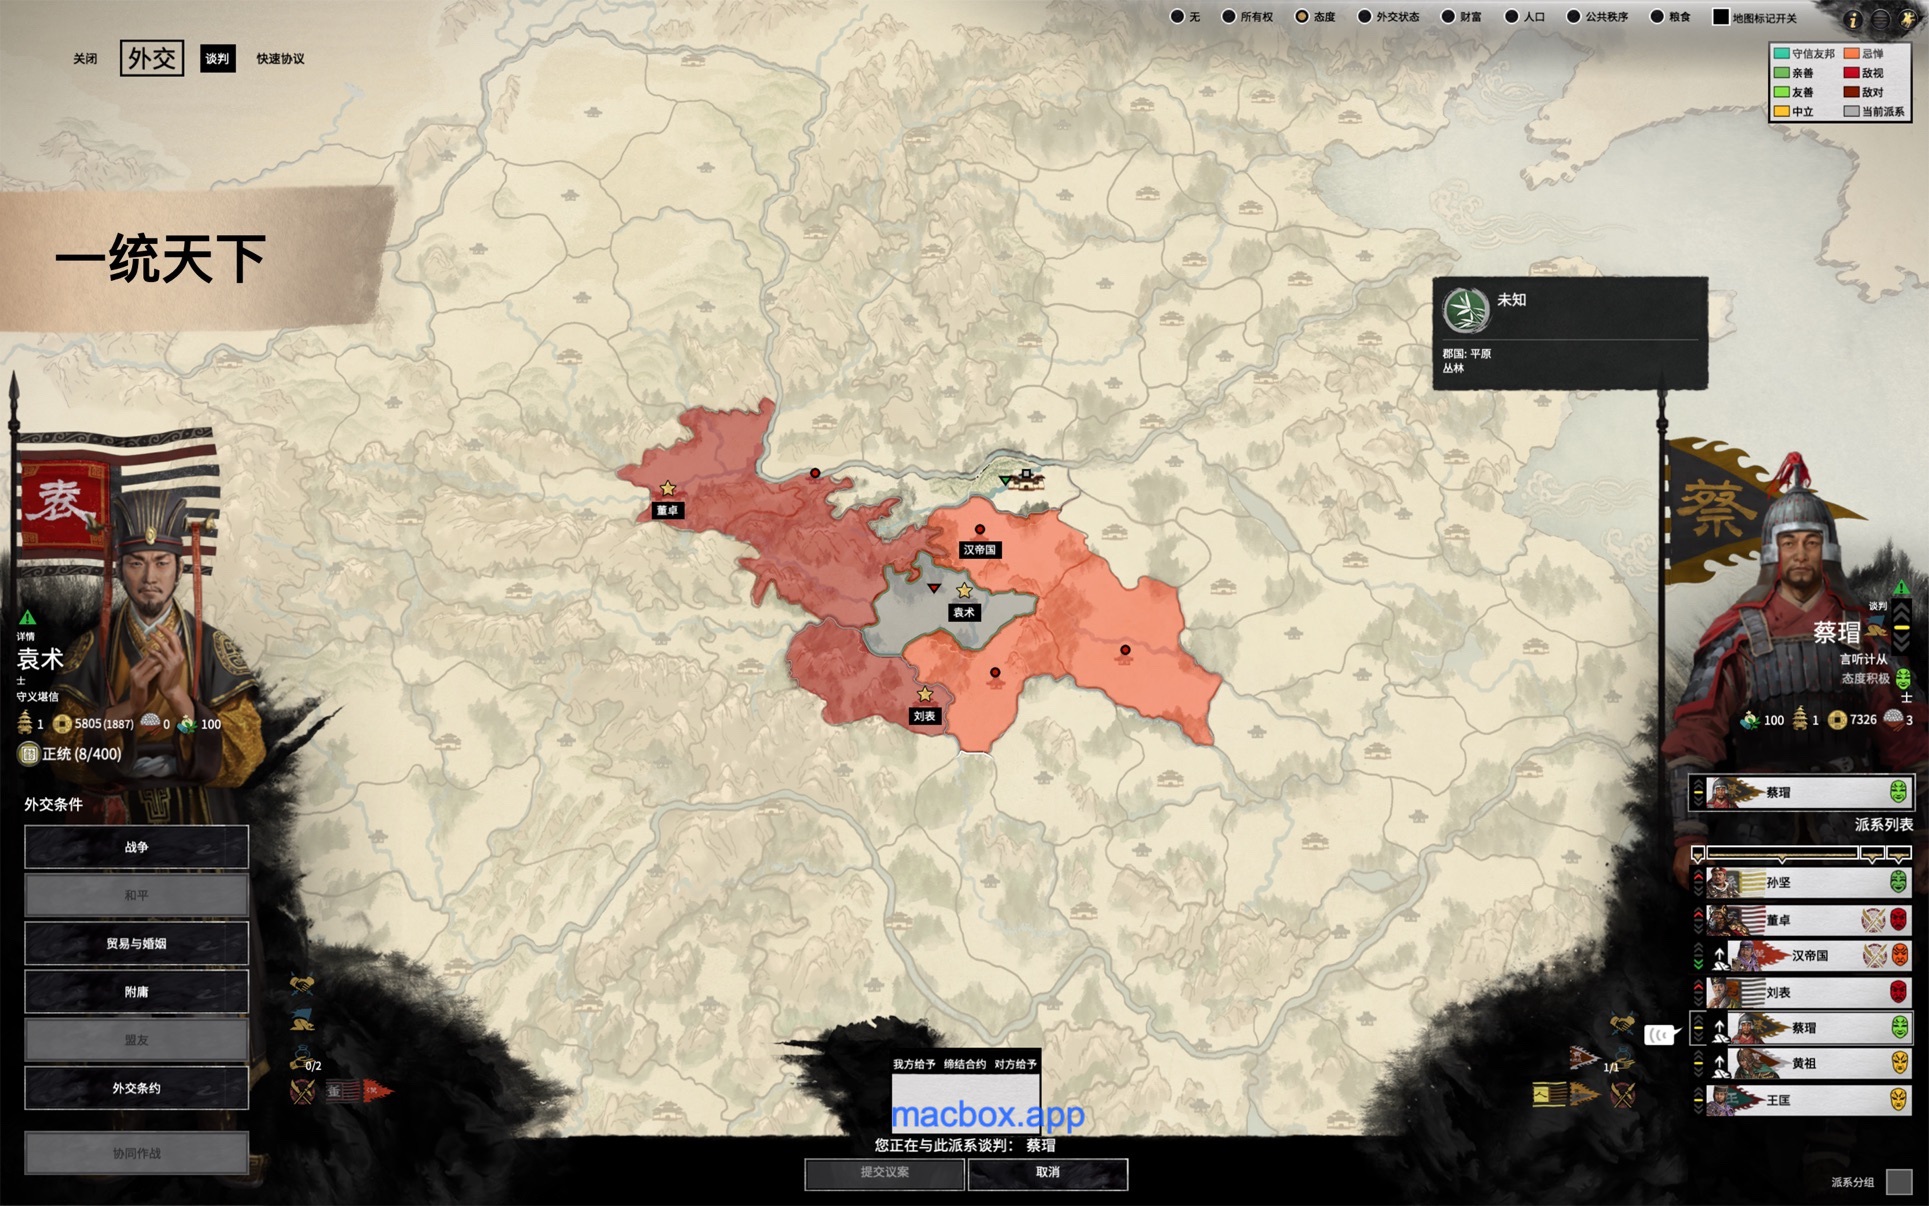 无 所有权 态度 外交状态 财富 人口 公共秩序 粮食 地图标记开关
关闭 外交 谈判 快速协议
守信友邦 忌惮
亲善 敌视
友善 敌对
中立 当前派系
一统天下
未知
郡国: 平原
丛林
董卓
汉帝国
袁术
刘表
袁
蔡
详情
袁术
士
守义堪信
1 5805(1887) 0 100
正统 (8/400)
谈判
蔡瑁
言听计从
态度积极
士
100 1 7326 3
外交条件
战争
和平
贸易与婚姻
附庸
盟友
外交条约
协同作战
0/2
蔡瑁
派系列表
孙坚
董卓
汉帝国
刘表
蔡瑁
黄祖
王匡
1/1
我方给予 缔结合约 对方给予
macbox.app
您正在与此派系谈判： 蔡瑁
提交议案 取消
派系分组